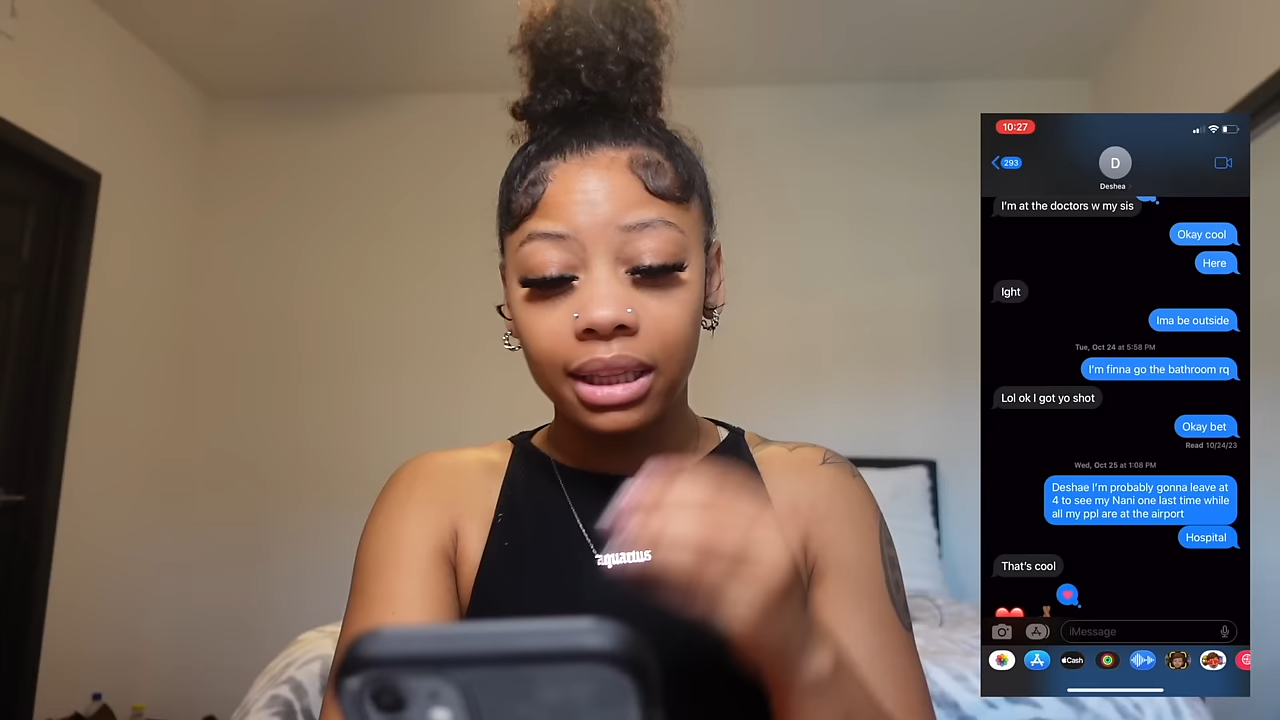 10:27
293
D
Deshea
I'm at the doctors w my sis
Okay cool
Here
Ight
Ima be outside
Tue, Oct 24 at 5:58 PM
I'm finna go the bathroom rq
Lol ok I got yo shot
Okay bet
Read 10/24/23
Wed, Oct 25 at 1:08 PM
Deshae I'm probably gonna leave at
4 to see my Nani one last time while
all my ppl are at the airport
Hospital
That's cool
iMessage
Cash
aquarius